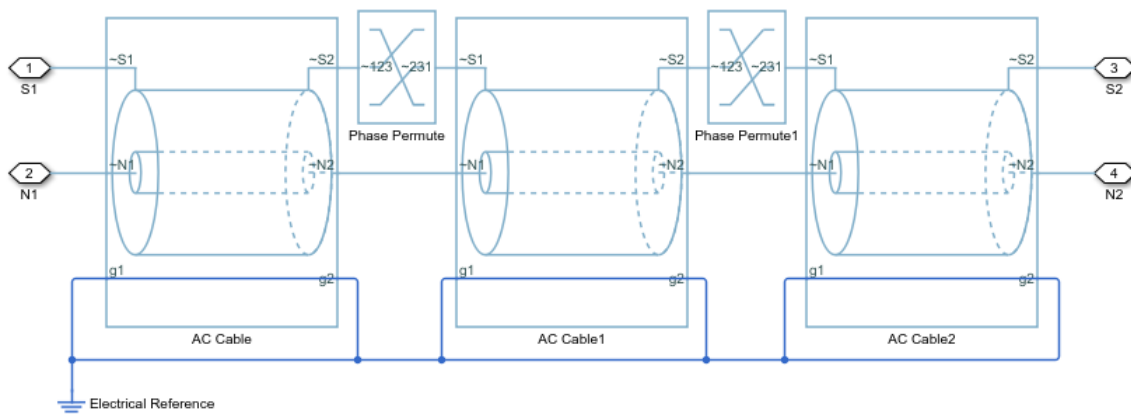 ~S1
~S2
~123
~231
~S1
~S2
~123
~231
~S1
~S2
1
S1
3
S2
Phase Permute
Phase Permute1
~N1
~N2
~N1
~N2
~N1
~N2
2
N1
4
N2
g1
g2
g1
g2
g1
g2
AC Cable
AC Cable1
AC Cable2
Electrical Reference